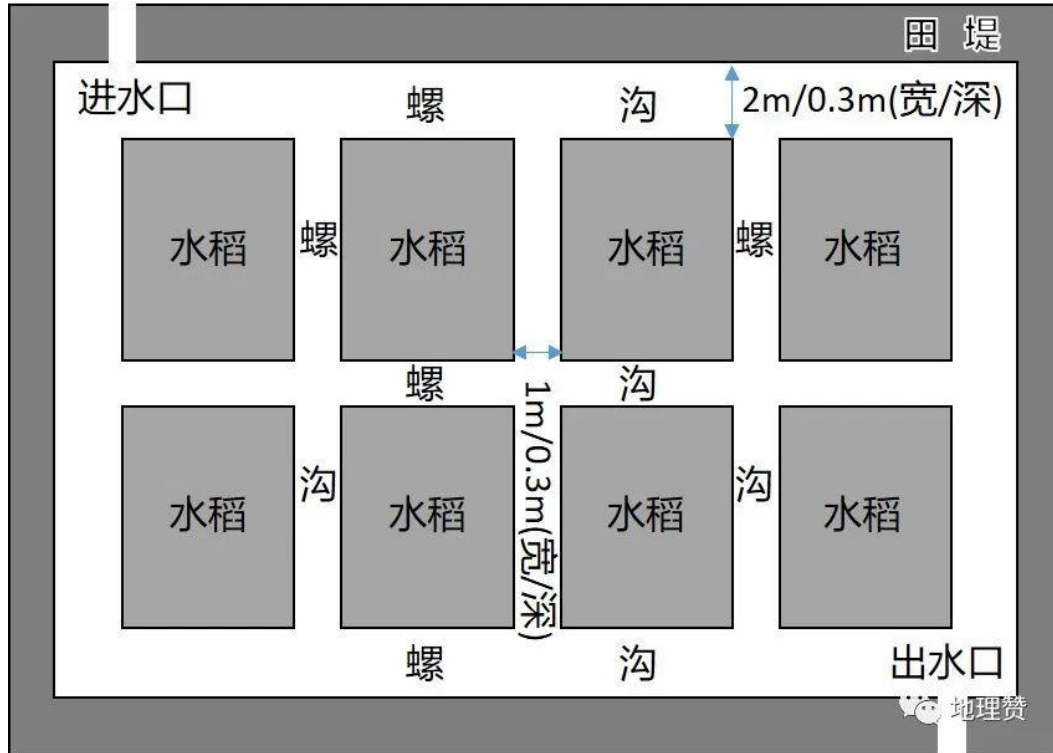 田 堤
进水口
螺 沟
2m/0.3m(宽/深)
水稻 螺 水稻 水稻 螺 水稻
螺 沟
1m/0.3m(宽/深)
水稻 沟 水稻 水稻 沟 水稻
螺 沟
出水口
地理赞